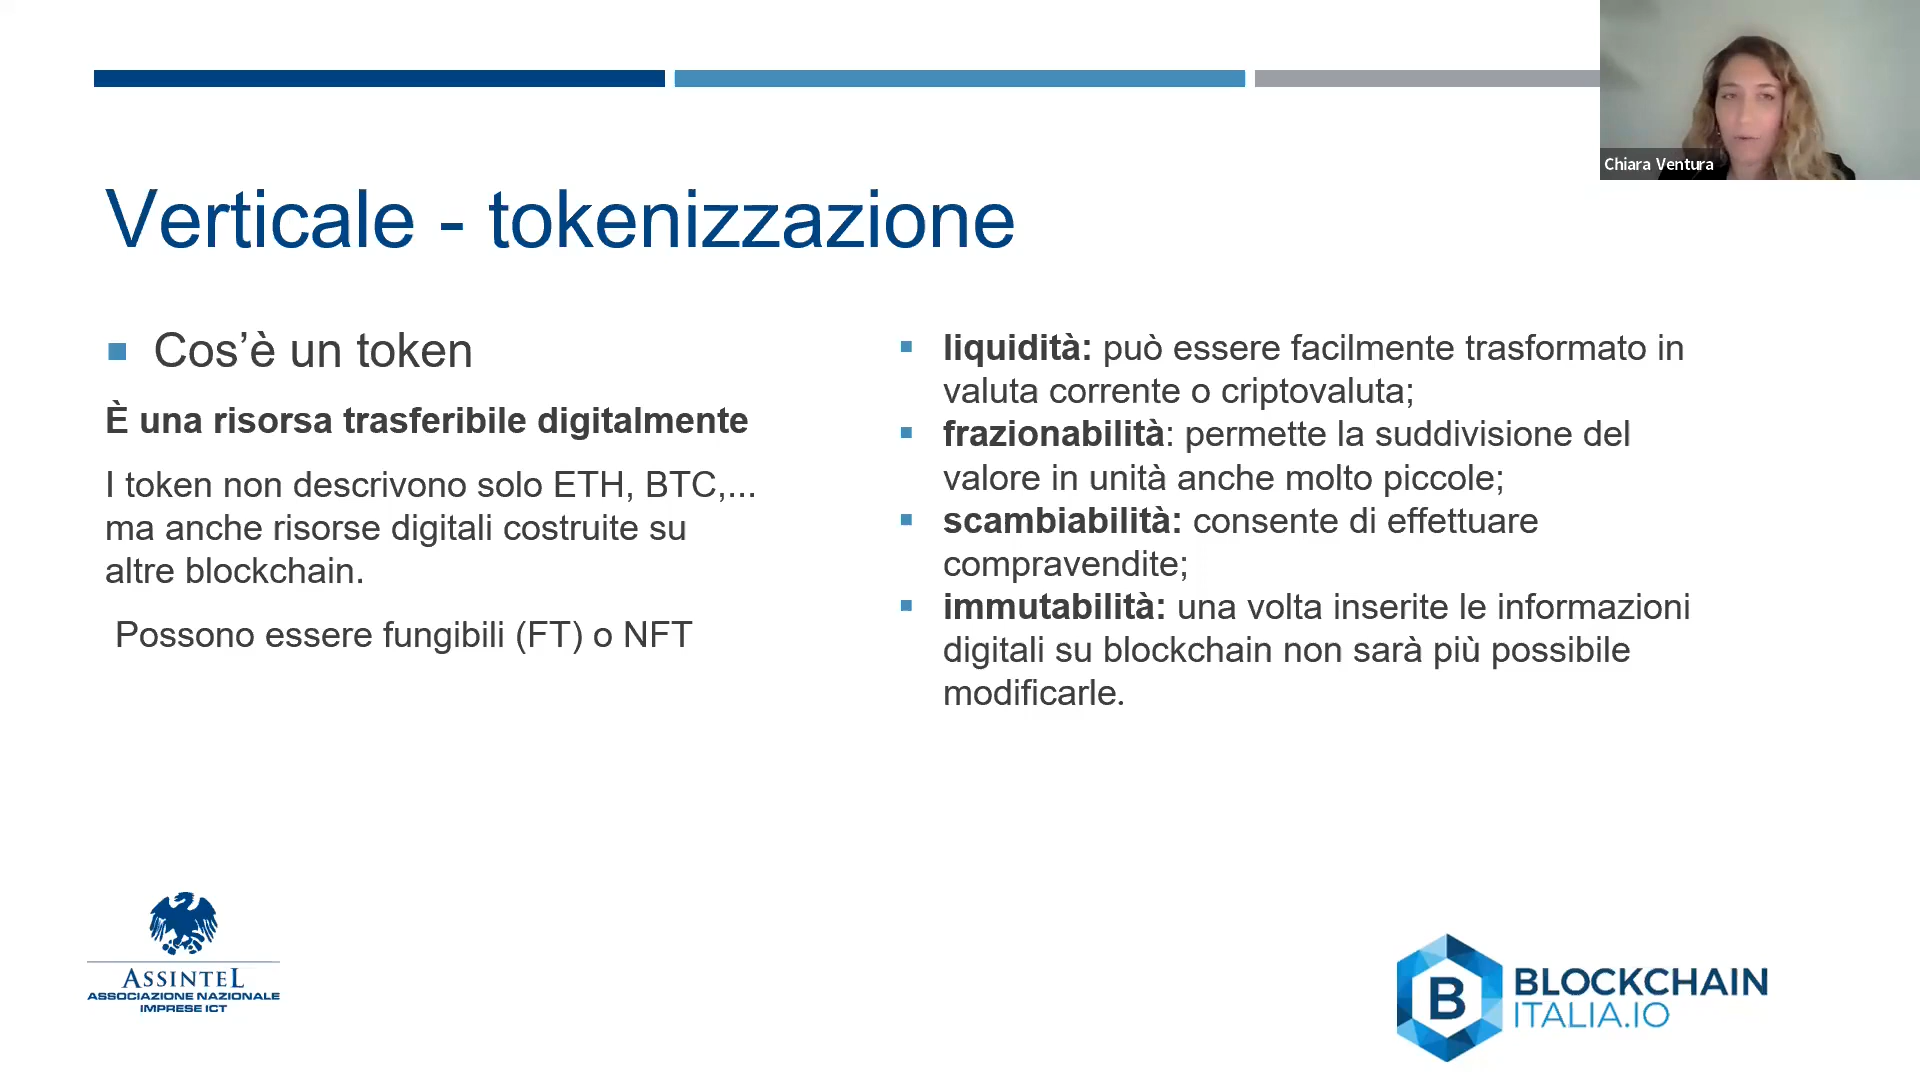 Chiara Ventura
Verticale - tokenizzazione
Cos’è un token
È una risorsa trasferibile digitalmente
I token non descrivono solo ETH, BTC,...
ma anche risorse digitali costruite su
altre blockchain.
Possono essere fungibili (FT) o NFT
liquidità: può essere facilmente trasformato in
valuta corrente o criptovaluta;
frazionabilità: permette la suddivisione del
valore in unità anche molto piccole;
scambiabilità: consente di effettuare
compravendite;
immutabilità: una volta inserite le informazioni
digitali su blockchain non sarà più possibile
modificarle.
ASSINTEL
ASSOCIAZIONE NAZIONALE
IMPRESE ICT
B
BLOCKCHAIN
ITALIA.IO